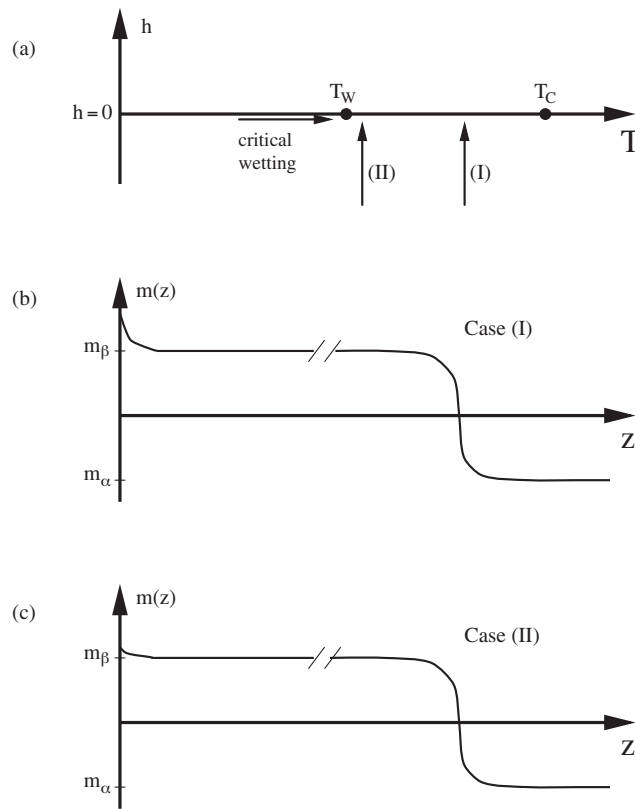 (a)
h
h = 0
T_W
T_C
T
critical
wetting
(II)
(I)
(b)
m(z)
Case (I)
m_β
z
m_α
(c)
m(z)
Case (II)
m_β
z
m_α